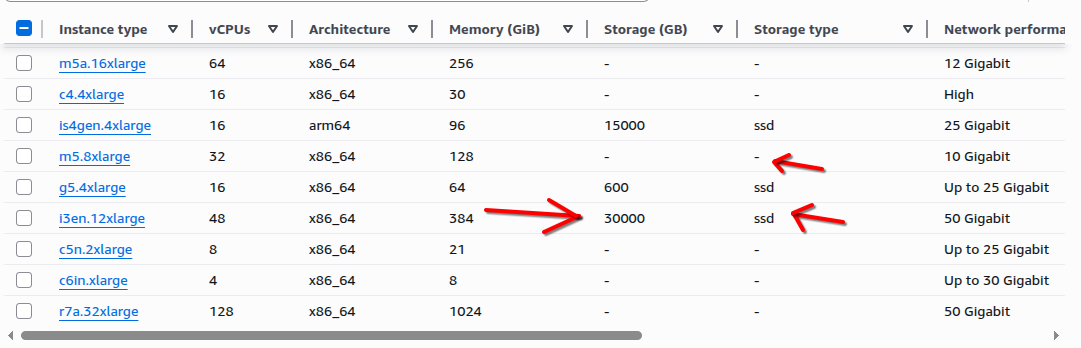 Instance type vCPUs Architecture Memory (GiB) Storage (GB) Storage type Network performa
m5a.16xlarge 64 x86_64 256 - - 12 Gigabit
c4.4xlarge 16 x86_64 30 - - High
is4gen.4xlarge 16 arm64 96 15000 ssd 25 Gigabit
m5.8xlarge 32 x86_64 128 - - 10 Gigabit
g5.4xlarge 16 x86_64 64 600 ssd Up to 25 Gigabit
i3en.12xlarge 48 x86_64 384 30000 ssd 50 Gigabit
c5n.2xlarge 8 x86_64 21 - - Up to 25 Gigabit
c6in.xlarge 4 x86_64 8 - - Up to 30 Gigabit
r7a.32xlarge 128 x86_64 1024 - - 50 Gigabit